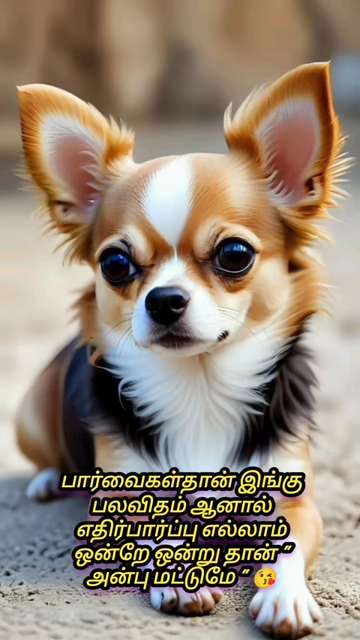 பார்வைகள்தான் இங்கு
பலவிதம் ஆனால்
எதிர்பார்ப்பு எல்லாம்
ஒன்றே ஒன்று தான் "
அன்பு மட்டுமே " 😘